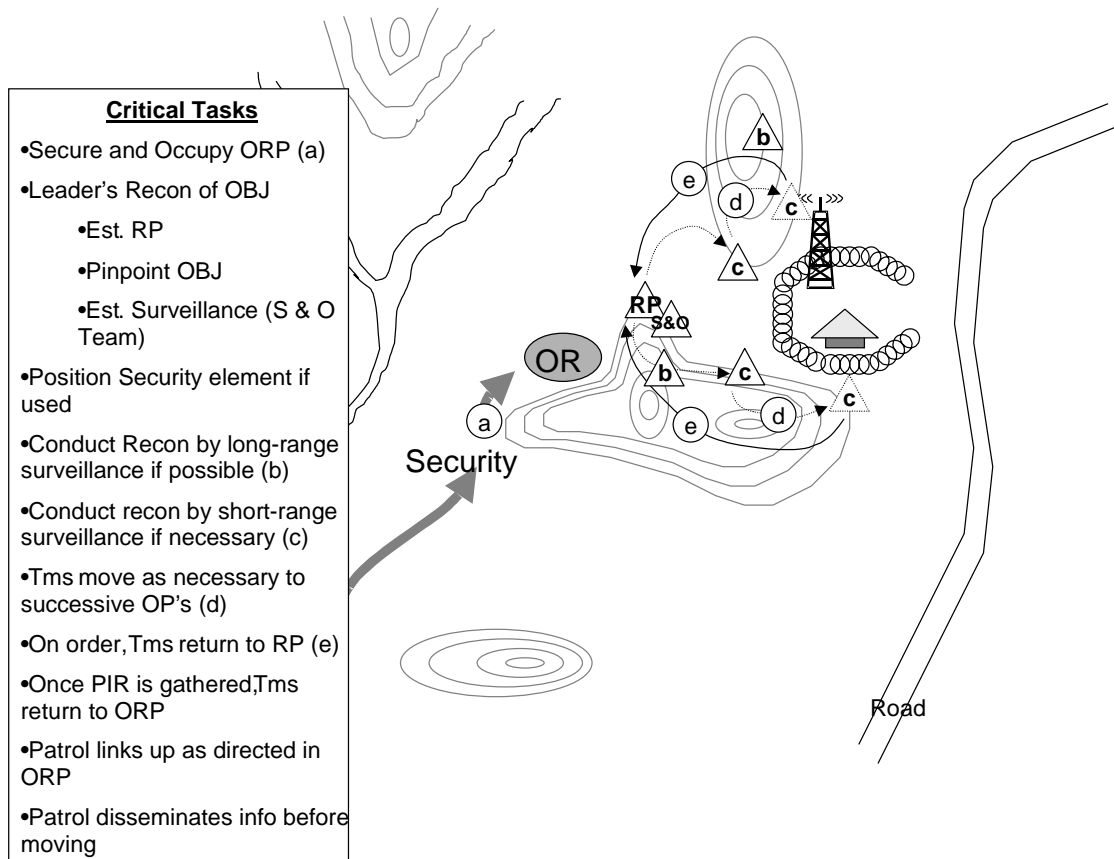 Critical Tasks
•Secure and Occupy ORP (a)
•Leader's Recon of OBJ
•Est. RP
•Pinpoint OBJ
•Est. Surveillance (S & O
Team)
•Position Security element if
used
•Conduct Recon by long-range
surveillance if possible (b)
•Conduct recon by short-range
surveillance if necessary (c)
•Tms move as necessary to
successive OP's (d)
•On order,Tms return to RP (e)
•Once PIR is gathered,Tms
return to ORP
•Patrol links up as directed in
ORP
•Patrol disseminates info before
moving
b
e
d
c
c
RP
S&O
OR
b
c
c
d
e
a
Security
Road